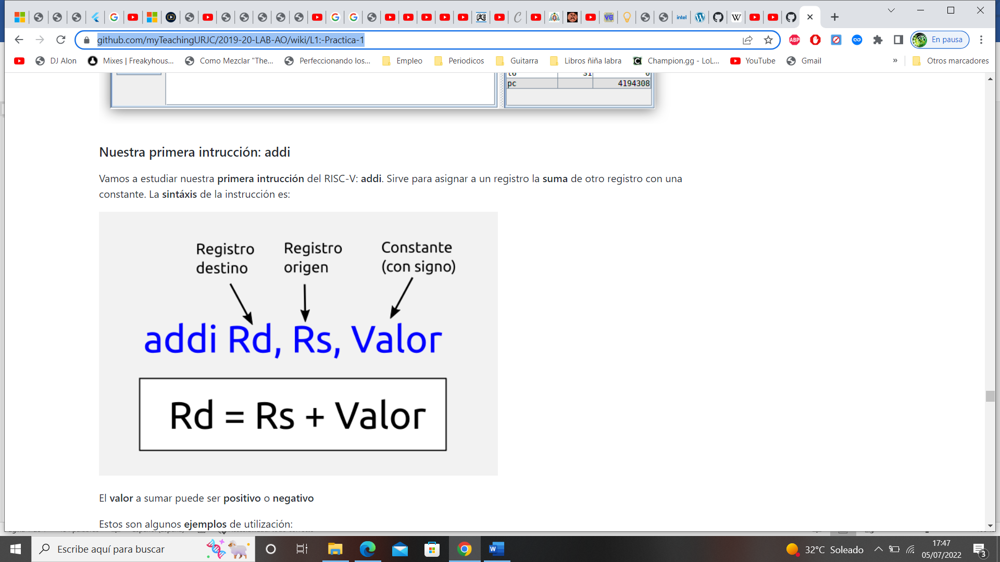 github.com/myTeachingURJC/2019-20-LAB-AO/wiki/L1:-Practica-1
En pausa
DJ Alon
Mixes | Freakyhous...
Como Mezclar "The...
Perfeccionando los...
Empleo
Periodicos
Guitarra
Libros ñiña labra
Champion.gg - LoL...
YouTube
Gmail
»
Otros marcadores
pc 4194308
Nuestra primera intrucción: addi
Vamos a estudiar nuestra primera intrucción del RISC-V: addi. Sirve para asignar a un registro la suma de otro registro con una
constante. La sintáxis de la instrucción es:
Registro destino
Registro origen
Constante (con signo)
addi Rd, Rs, Valor
Rd = Rs + Valor
El valor a sumar puede ser positivo o negativo
Estos son algunos ejemplos de utilización:
Escribe aquí para buscar
32°C Soleado
17:47
05/07/2022
3